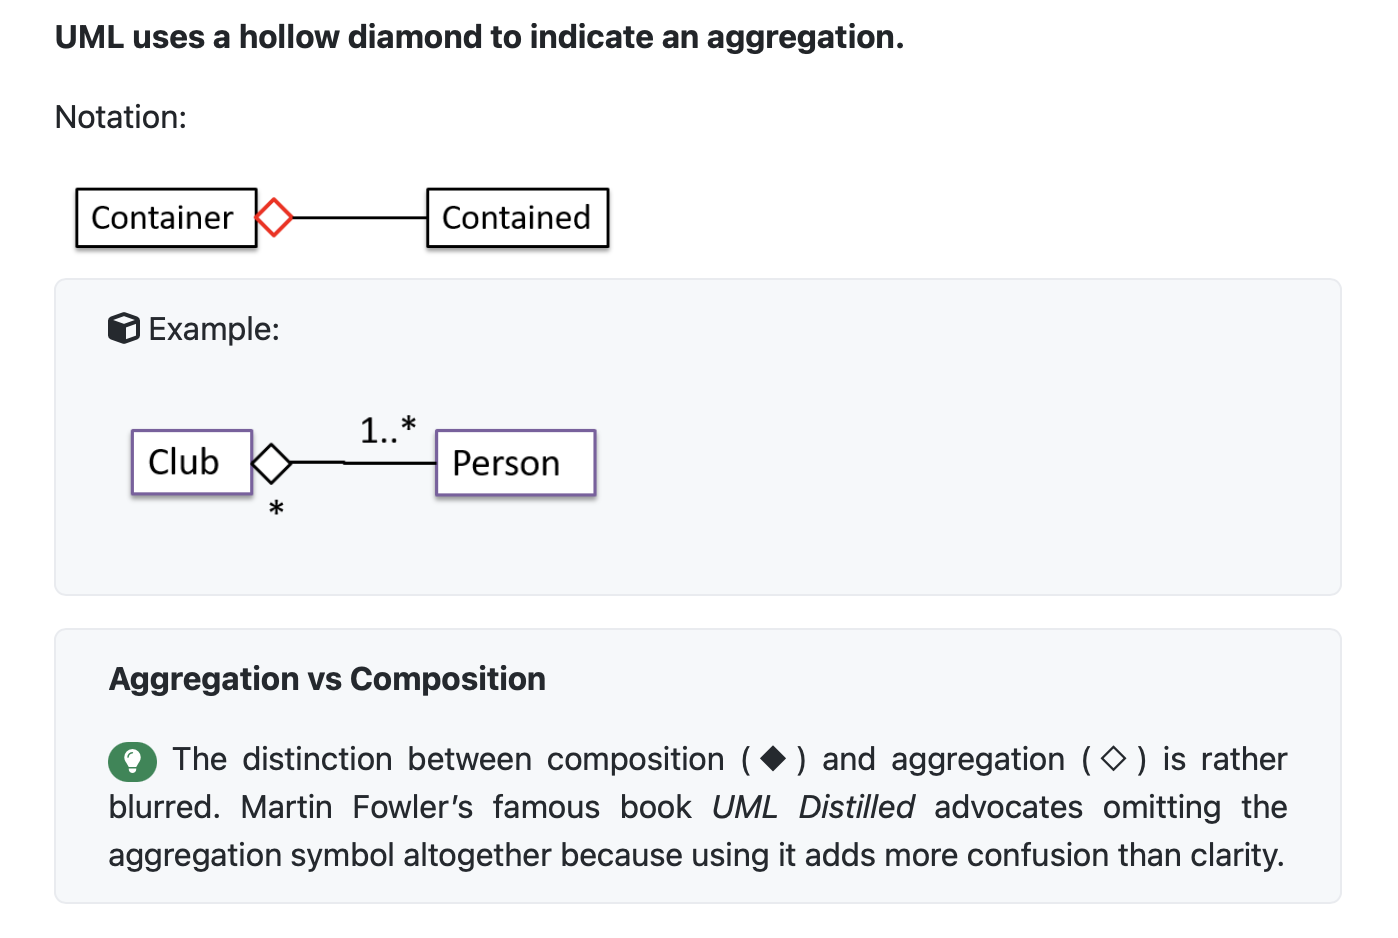 UML uses a hollow diamond to indicate an aggregation.
Notation:
Container Contained
Example:
1..*
Club Person
*
Aggregation vs Composition
The distinction between composition ( ◆ ) and aggregation ( ◇ ) is rather
blurred. Martin Fowler's famous book UML Distilled advocates omitting the
aggregation symbol altogether because using it adds more confusion than clarity.